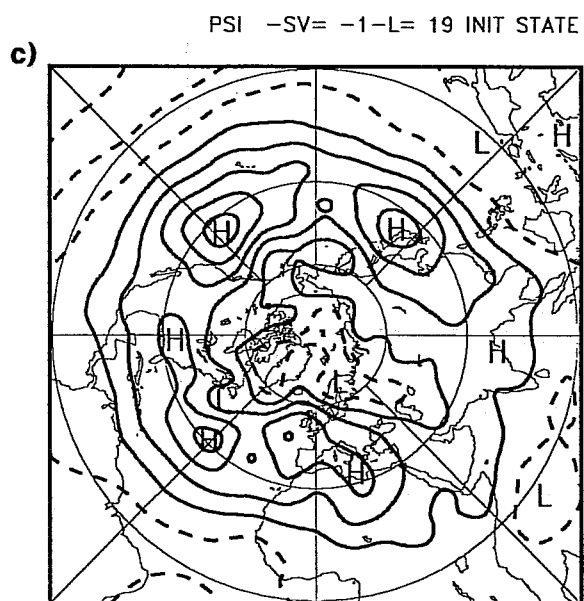 PSI -SV= -1-L= 19 INIT STATE
c)
L H
H H
H H
L
H H
L